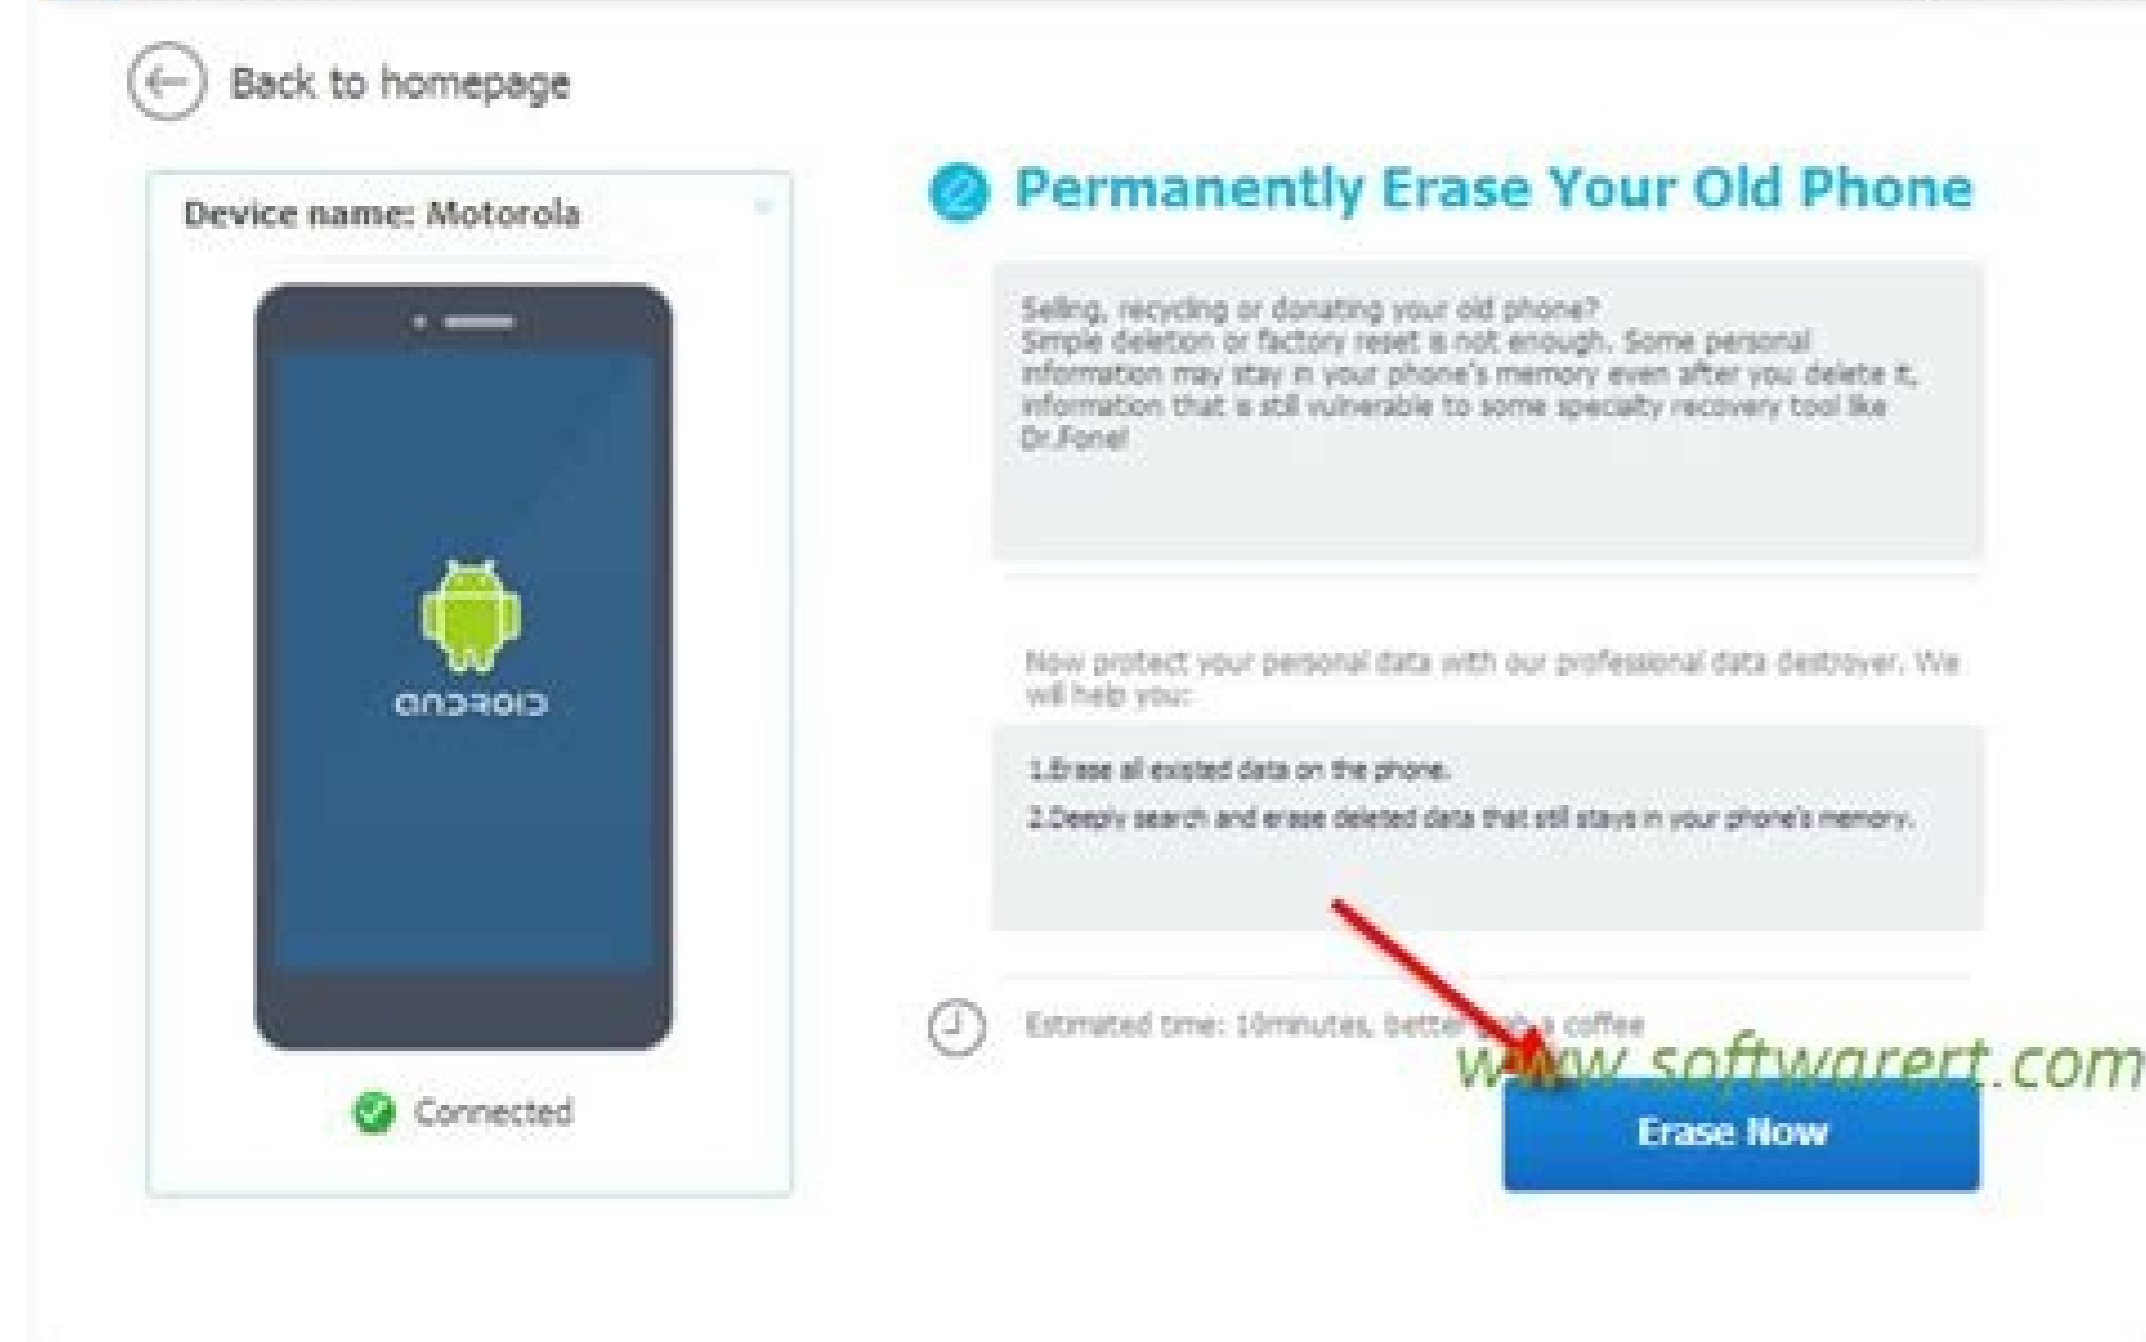 Back to homepage
Device name: Motorola
android
Connected
Permanently Erase Your Old Phone
Selling, recycling or donating your old phone?
Simple deletion or factory reset is not enough. Some personal
information may stay in your phone's memory even after you delete it,
information that is still vulnerable to some specialty recovery tool like
Dr.Fone!
Now protect your personal data with our professional data destroyer. We
will help you:
1.Erase all existed data on the phone.
2.Deeply search and erase deleted data that still stays in your phone's memory.
Estimated time: 10minutes, better a coffee
www.softwarert.com
Erase Now